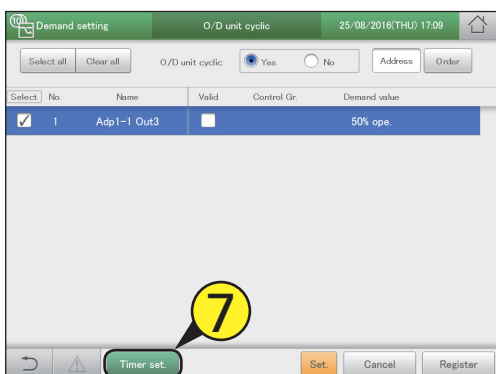 100 Demand setting O/D unit cyclic 25/08/2016(THU) 17:09
Select all Clear all O/D unit cyclic Yes No Address Order
Select No. Name Valid Control Gr. Demand value
1 Adp1-1 Out3 50% ope.
7
Timer set. Set. Cancel Register